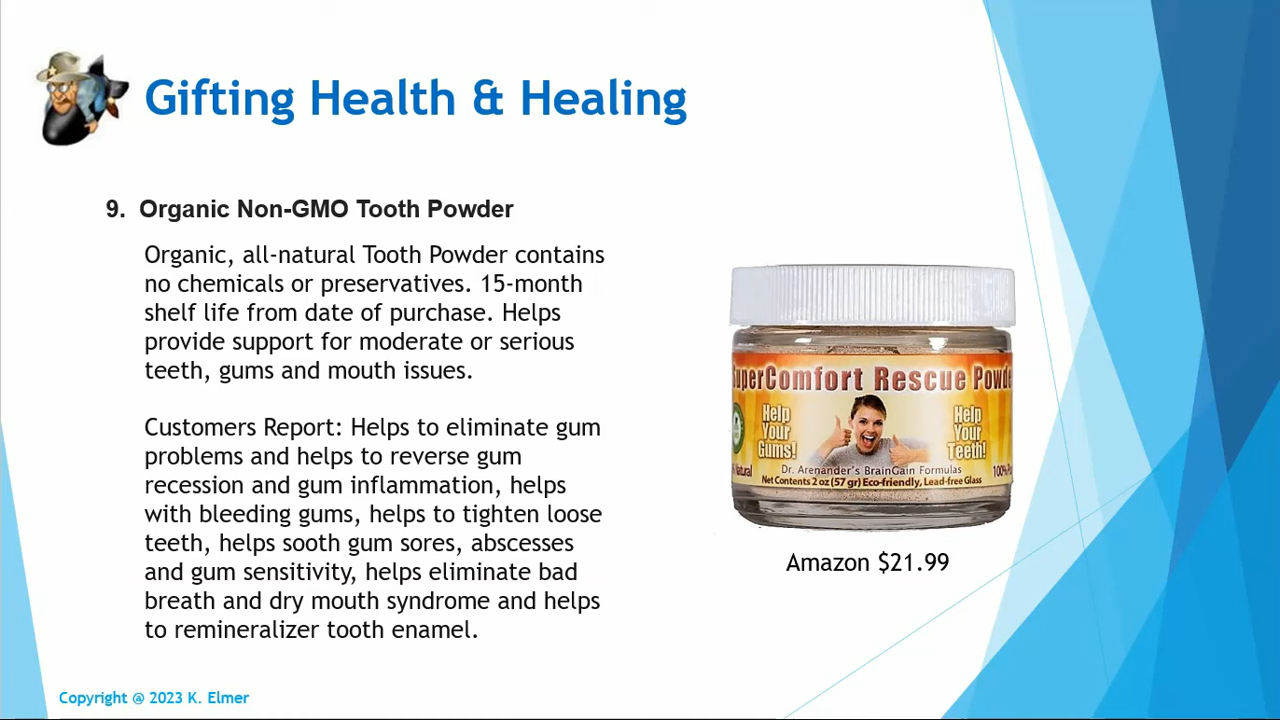 Gifting Health & Healing
9. Organic Non-GMO Tooth Powder
Organic, all-natural Tooth Powder contains
no chemicals or preservatives. 15-month
shelf life from date of purchase. Helps
provide support for moderate or serious
teeth, gums and mouth issues.
Customers Report: Helps to eliminate gum
problems and helps to reverse gum
recession and gum inflammation, helps
with bleeding gums, helps to tighten loose
teeth, helps sooth gum sores, abscesses
and gum sensitivity, helps eliminate bad
breath and dry mouth syndrome and helps
to remineralizer tooth enamel.
SuperComfort Rescue Powde
Help
Your
Gums!
Help
Your
Teeth!
Dr. Arenander's BrainGain Formulas
Net Contents 2 oz (57 gr) Eco-friendly, Lead-free Glass
Natural
100%
Amazon $21.99
Copyright @ 2023 K. Elmer